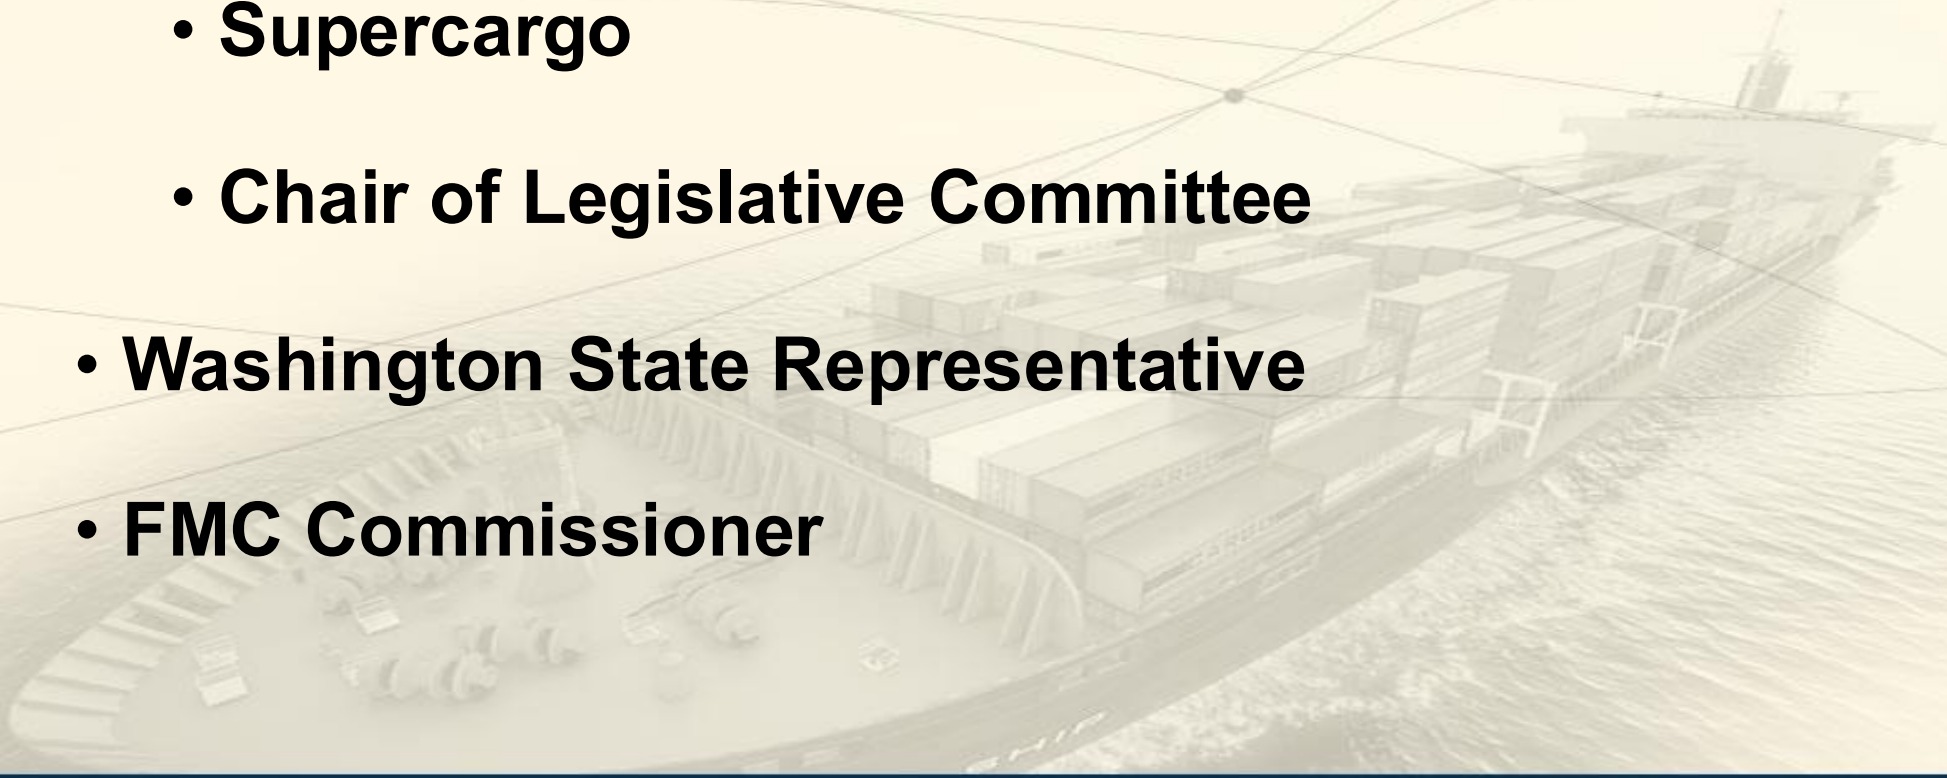 • Supercargo
• Chair of Legislative Committee
• Washington State Representative
• FMC Commissioner